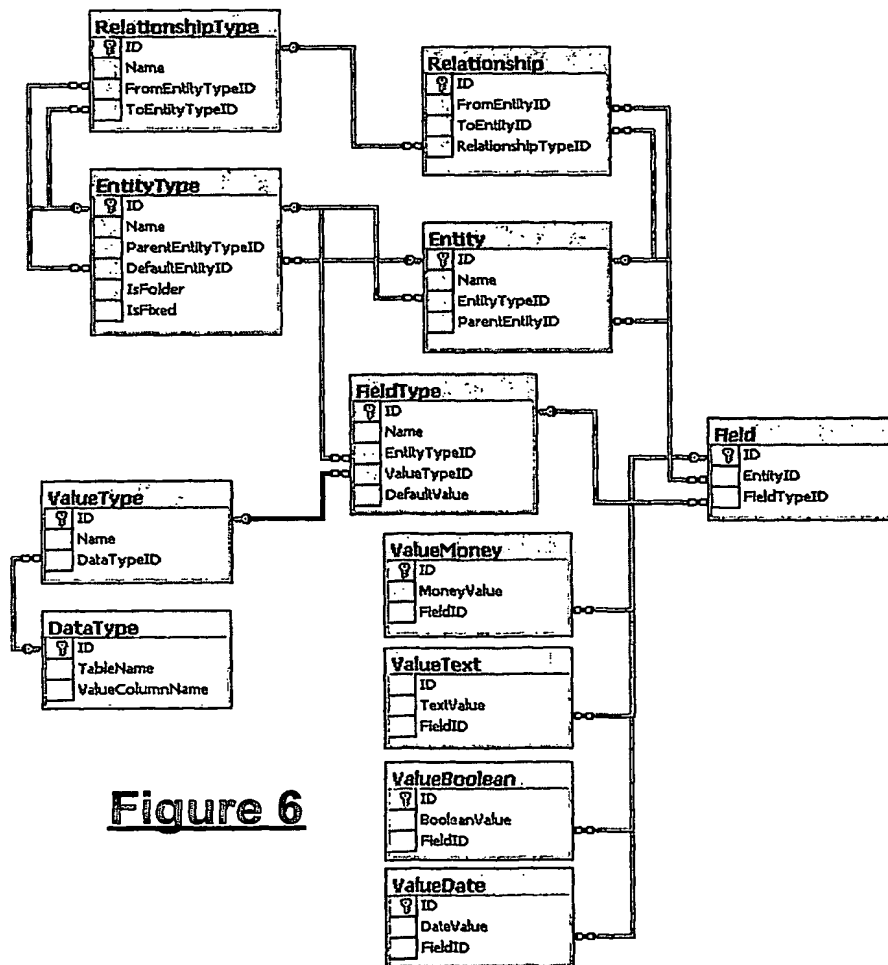 RelationshipType
ID
Name
FromEntityTypeID
ToEntityTypeID
Relationship
ID
FromEntityID
ToEntityID
RelationshipTypeID
EntityType
ID
Name
ParentEntityTypeID
DefaultEntityID
IsFolder
IsFixed
Entity
ID
Name
EntityTypeID
ParentEntityID
FieldType
ID
Name
EntityTypeID
ValueTypeID
DefaultValue
Field
ID
EntityID
FieldTypeID
ValueType
ID
Name
DataTypeID
DataType
ID
TableName
ValueColumnName
ValueMoney
ID
MoneyValue
FieldID
ValueText
ID
TextValue
FieldID
ValueBoolean
ID
BooleanValue
FieldID
ValueDate
ID
DateValue
FieldID
Figure 6